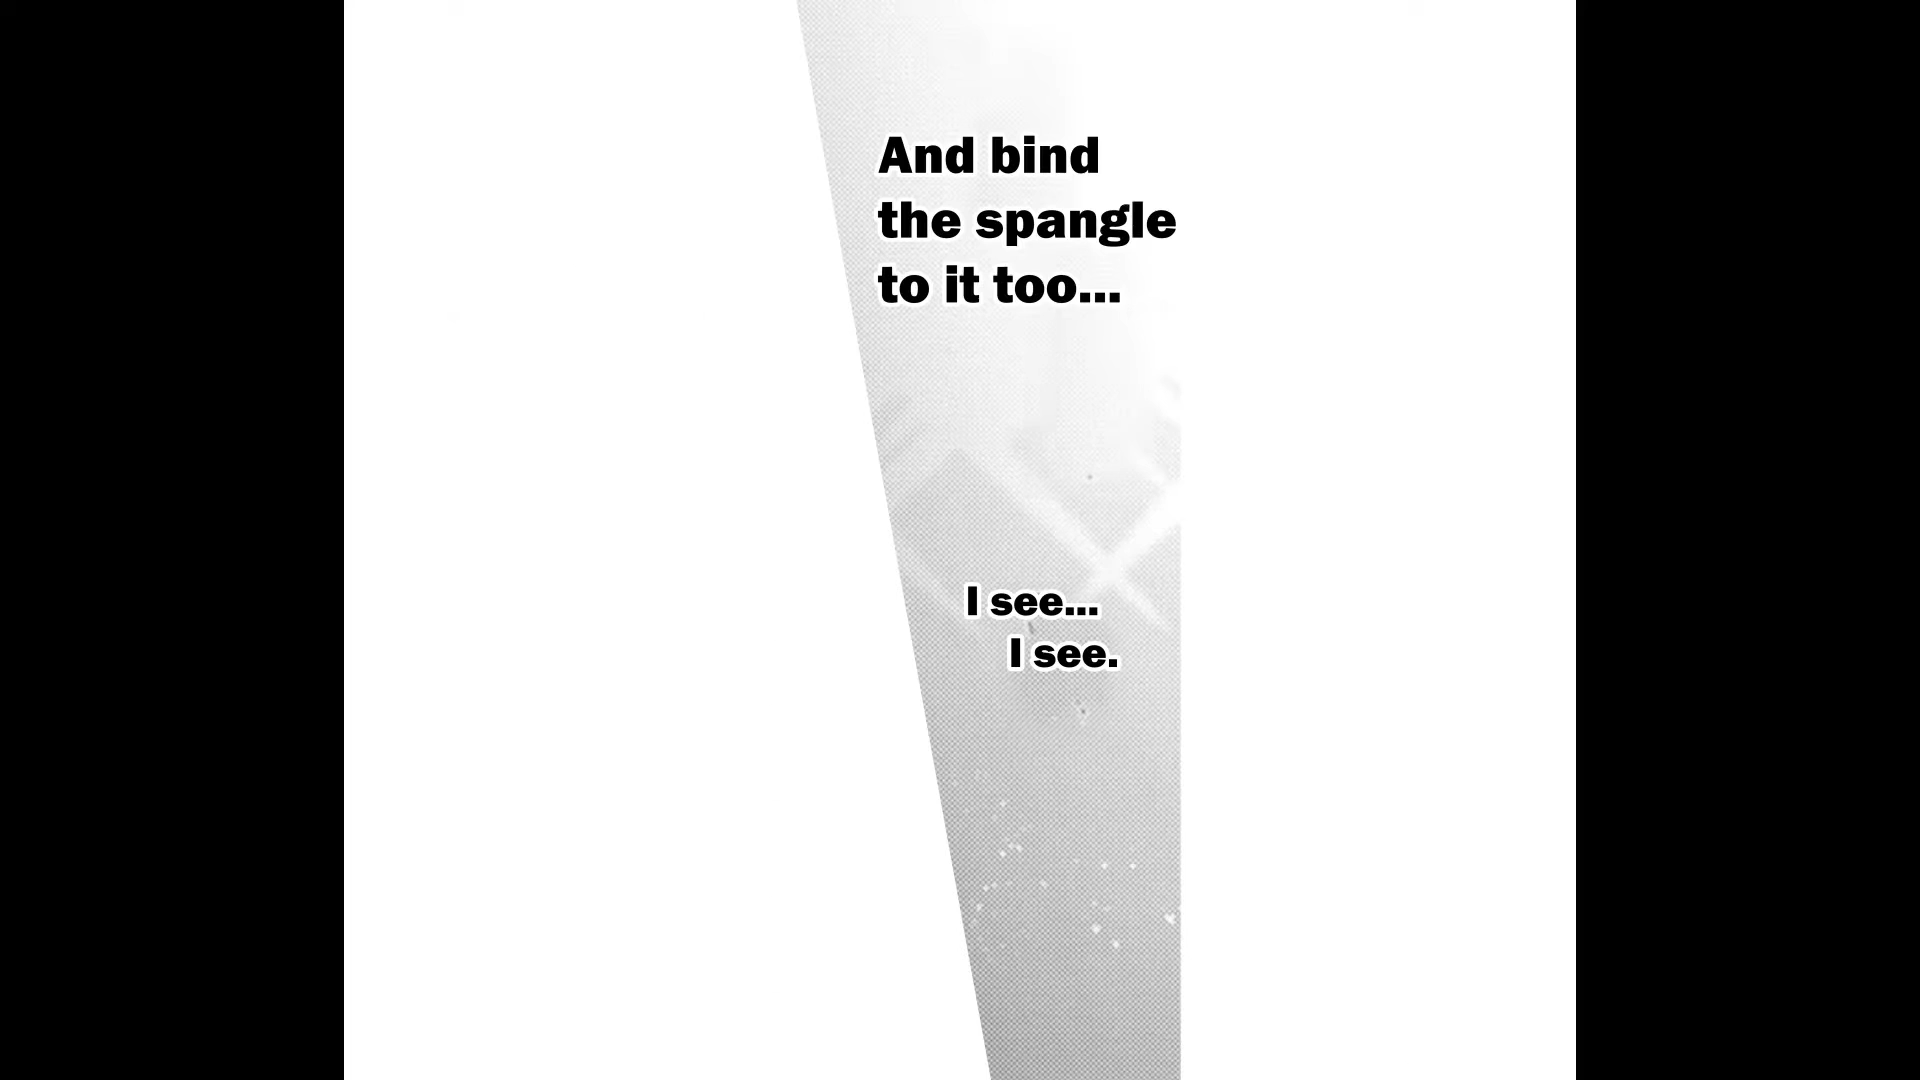 And bind
the spangle
to it too...
I see...
I see.